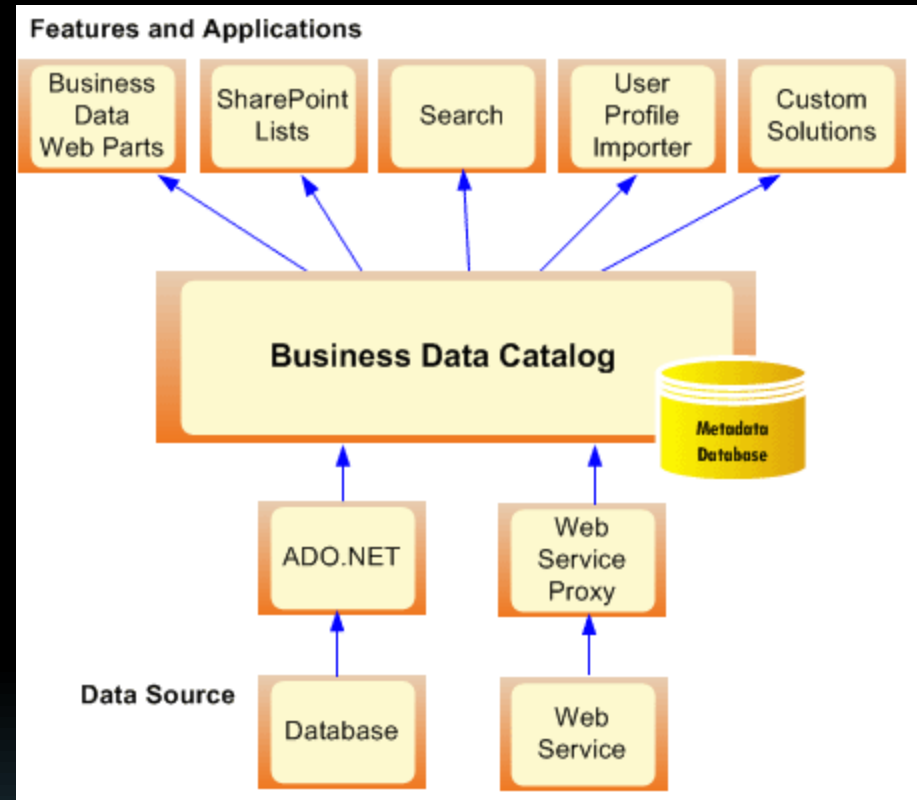 Features and Applications
Business
Data
Web Parts
SharePoint
Lists
Search
User
Profile
Importer
Custom
Solutions
Business Data Catalog
Metadata
Database
ADO.NET
Web
Service
Proxy
Data Source
Database
Web
Service